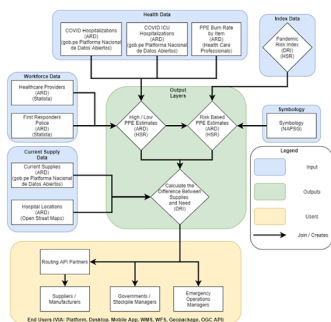 Health Data
COVID Hospitalizations
(ARD)
(gob.pe Platforma Nacional
de Datos Abiertos)
COVID ICU
Hospitalizations
(ARD)
(gob.pe Platforma Nacional
de Datos Abiertos)
PPE Burn Rate
by Item
(ARD)
(Health Care
Professionals)
Index Data
Pandemic
Risk Index
(DRI)
(HSR)
Workforce Data
Healthcare Providers
(ARD)
(Statista)
First Responders
Police
(ARD)
(Statista)
Output
Layers
High / Low
PPE Estimates
(ARD)
(HSR)
Risk Based
PPE Estimates
(ARD)
(HSR)
Symbology
Symbology
(NAPSG)
Current Supply
Data
Current Supplies
(ARD)
(gob.pe Platforma Nacional
de Datos Abiertos)
Hospital Locations
(ARD)
(Open Street Maps)
Calculate the
Difference Between
Supplies
and Need
(DRI)
Legend
Input
Outputs
Users
Join / Creates
Routing API Partners
Suppliers /
Manufacturers
Governments /
Stockpile Managers
Emergency
Operations Managers
End Users (VIA: Platform, Desktop, Mobile App, WMS, WFS, Geopackage, OGC API)